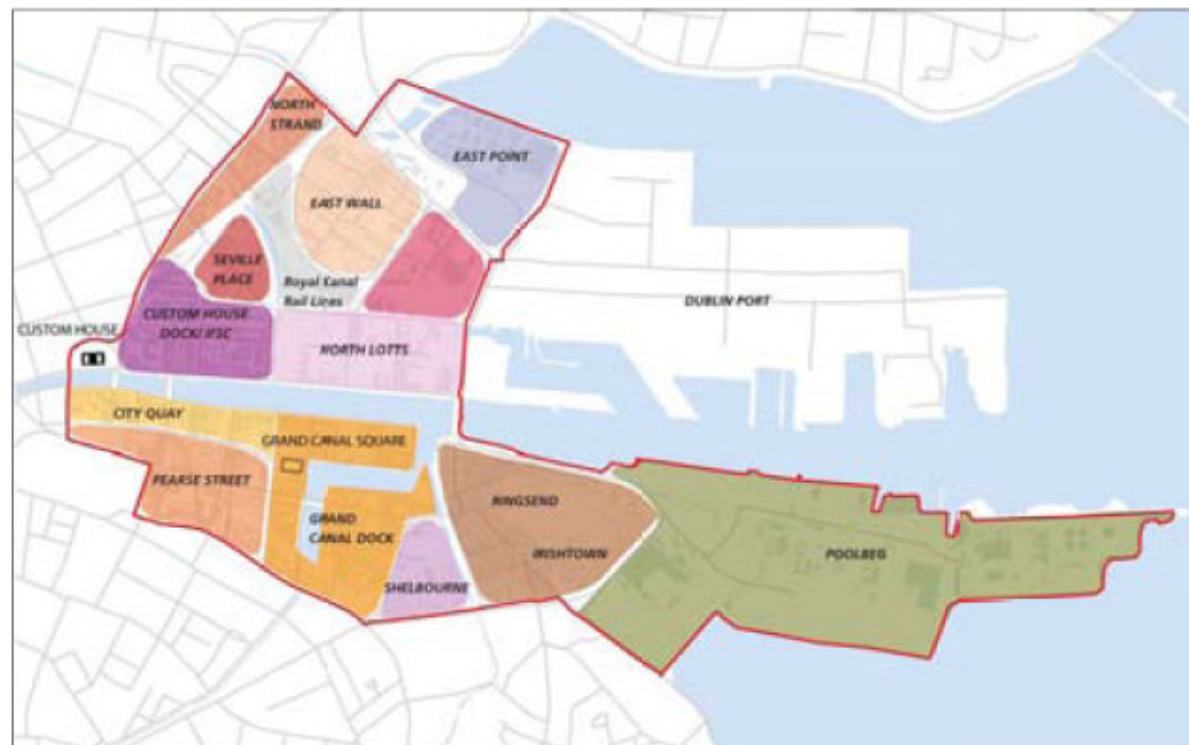 NORTH
STRAND
EAST POINT
EAST WALL
SEVILLE
PLACE
Royal Canal
Rail Lines
DUBLIN PORT
CUSTOM HOUSE
DOCK/ IFSC
CUSTOM HOUSE
NORTH LOTTS
CITY QUAY
GRAND CANAL SQUARE
PEARSE STREET
RINGSEND
GRAND
CANAL DOCK
IRISHTOWN
POOLBEG
SHELBOURNE